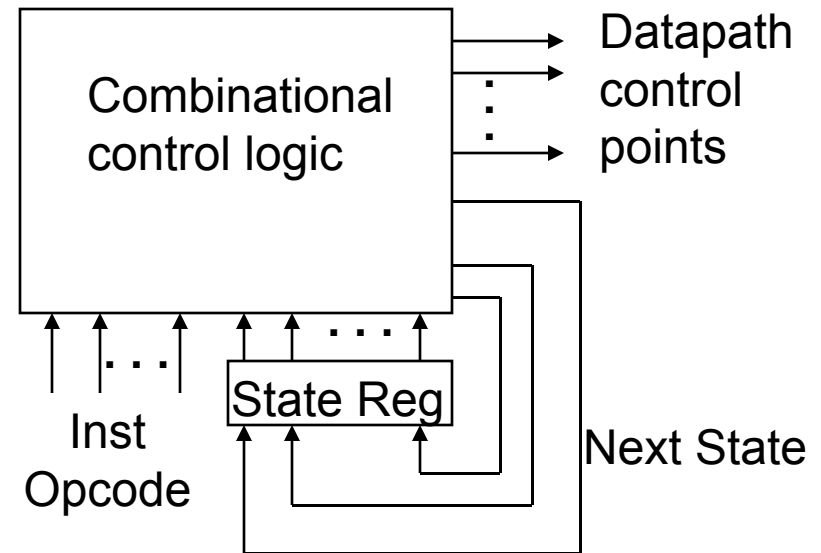 Combinational
control logic
Datapath
control
points
Inst
Opcode
State Reg
Next State